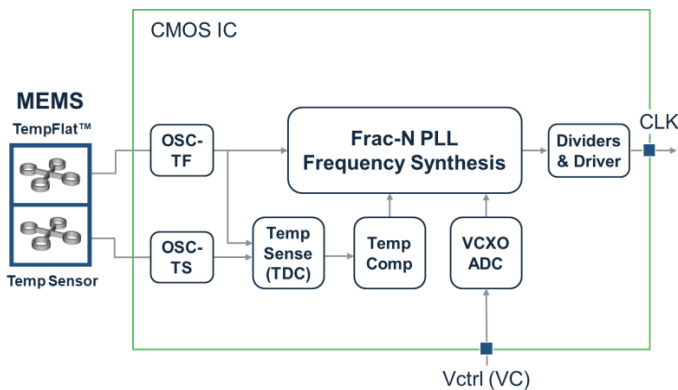 CMOS IC
MEMS
TempFlat™
Temp Sensor
OSC-
TF
OSC-
TS
Temp
Sense
(TDC)
Temp
Comp
Frac-N PLL
Frequency Synthesis
VCXO
ADC
Dividers
& Driver
CLK
Vctrl (VC)